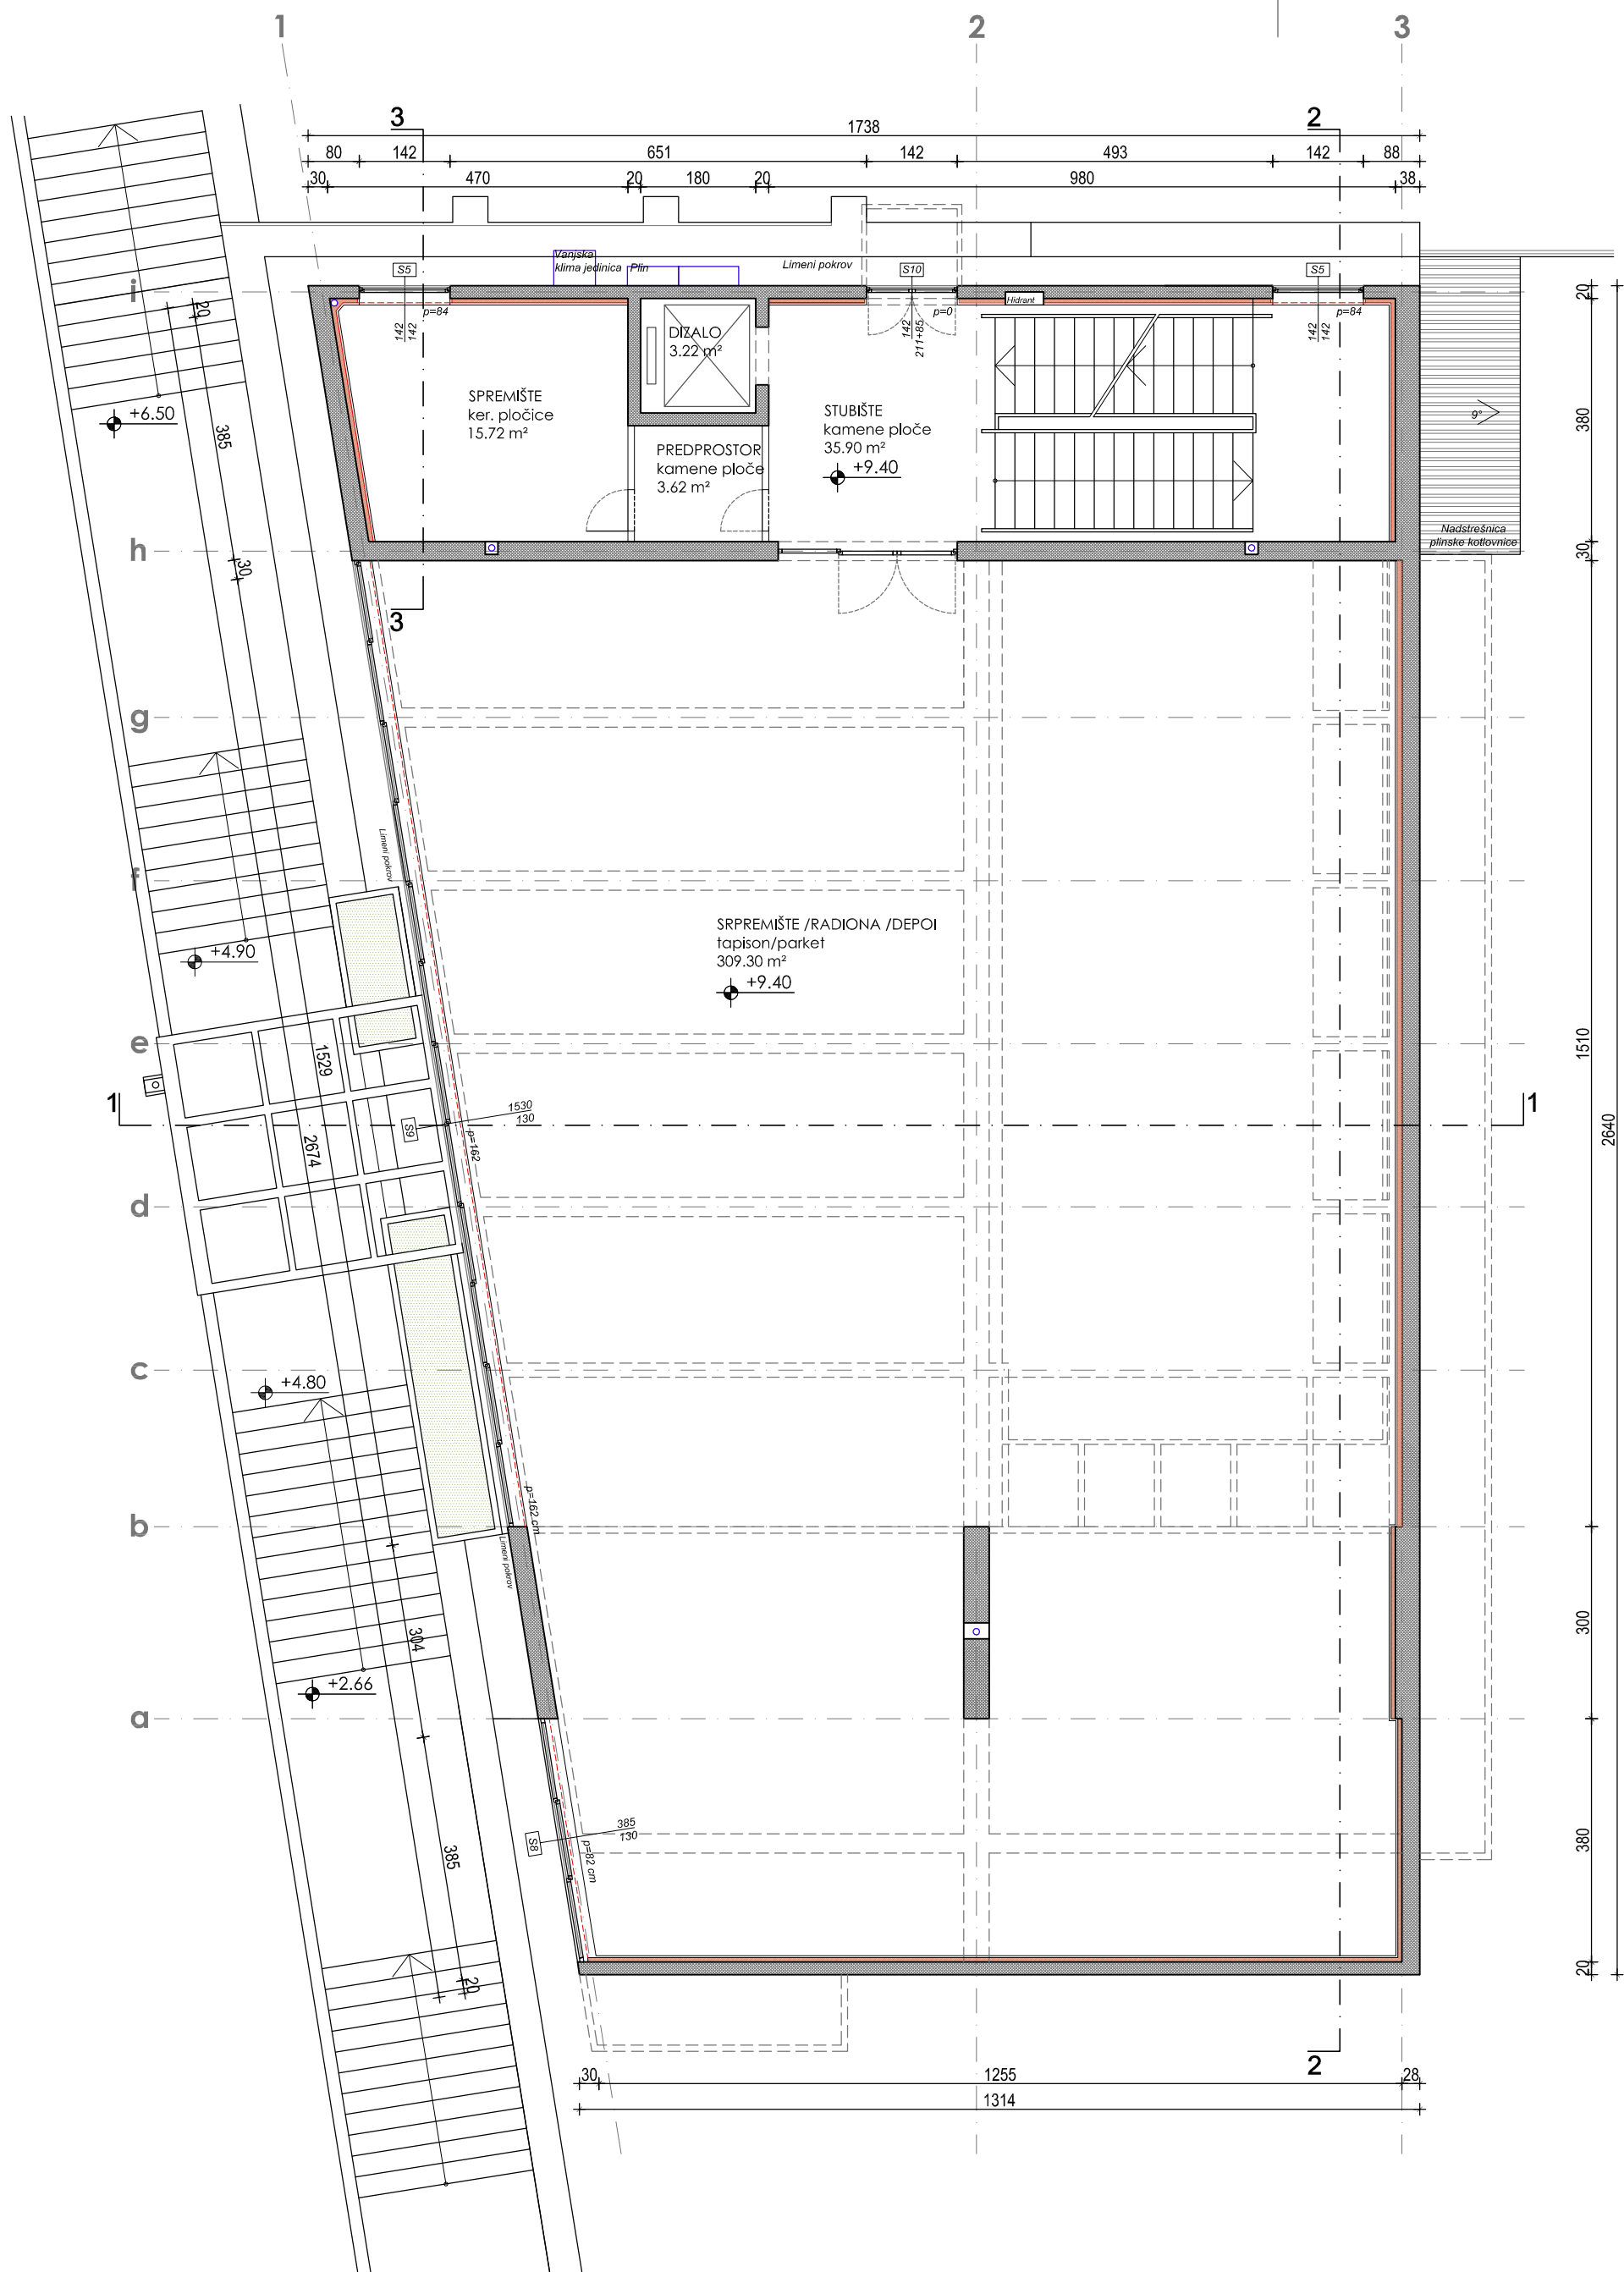 1
2
3
3
2
1738
80
142
651
142
493
142
88
30
470
20
180
20
980
38
Vanjska
klima jedinica
Plin
Limeni pokrov
S5
S10
S5
i
Hidrant
p=84
p=0
p=84
142
142
142
211+85
142
142
20
20
DIZALO
3.22 m²
SPREMIŠTE
ker. pločice
15.72 m²
STUBIŠTE
kamene ploče
35.90 m²
+9.40
PREDPROSTOR
kamene ploče
3.62 m²
+6.50
385
9°
380
Nadstrešnica
plinske kotlovnice
h
30
30
3
g
Limeni pokrov
f
SRPREMIŠTE /RADIONA /DEPOI
tapison/parket
309.30 m²
+9.40
+4.90
e
1529
1510
1
1530
130
S9
1
2640
2674
p=162
d
c
+4.80
p=162 cm
b
Limeni pokrov
304
300
+2.66
a
385
130
S8
p=82 cm
385
380
20
20
2
30
1255
28
1314